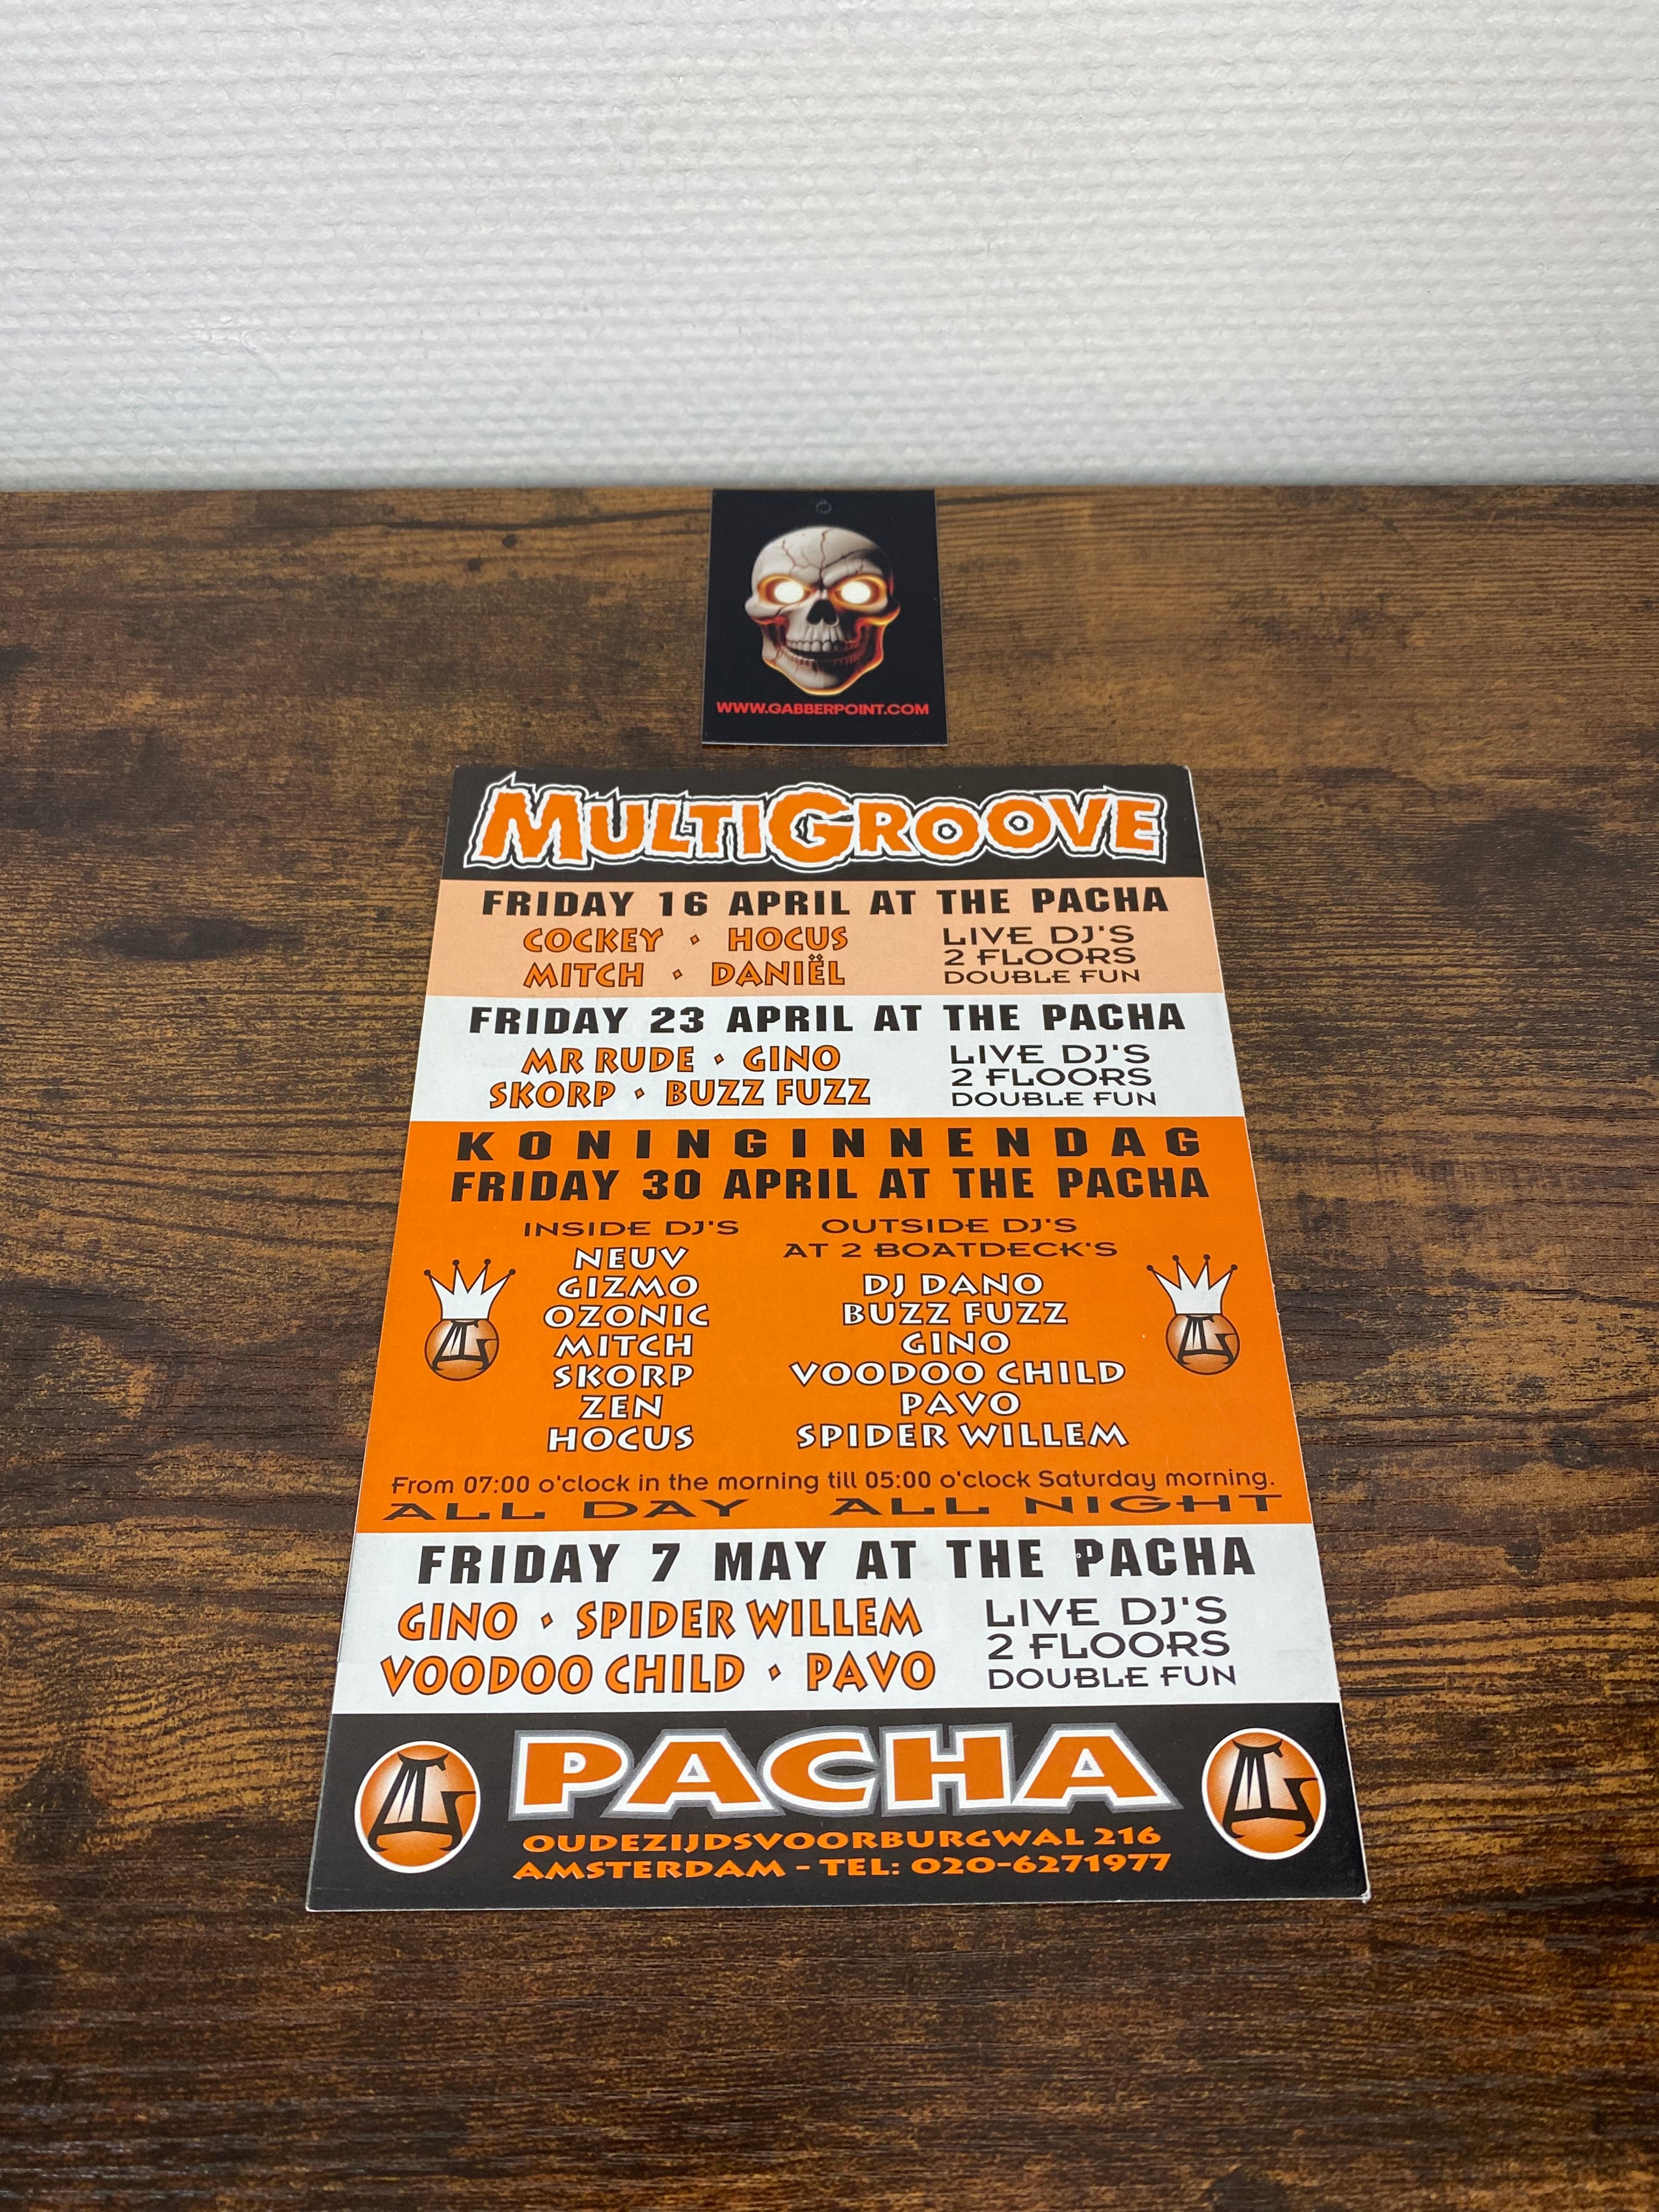 WWW.GABBERPOINT.COM
MULTIGROOVE
FRIDAY 16 APRIL AT THE PACHA
COCKEY · HOCUS
MITCH · DANIËL
LIVE DJ'S
2 FLOORS
DOUBLE FUN
FRIDAY 23 APRIL AT THE PACHA
MR RUDE · GINO
SKORP · BUZZ FUZZ
LIVE DJ'S
2 FLOORS
DOUBLE FUN
KONINGINNENDAG
FRIDAY 30 APRIL AT THE PACHA
INSIDE DJ'S
NEUV
GIZMO
OZONIC
MITCH
SKORP
ZEN
HOCUS
OUTSIDE DJ'S
AT 2 BOATDECK'S
DJ DANO
BUZZ FUZZ
GINO
VOODOO CHILD
PAVO
SPIDER WILLEM
MG
MG
From 07:00 o'clock in the morning till 05:00 o'clock Saturday morning.
ALL DAY ALL NIGHT
FRIDAY 7 MAY AT THE PACHA
GINO · SPIDER WILLEM
VOODOO CHILD · PAVO
LIVE DJ'S
2 FLOORS
DOUBLE FUN
MG
PACHA
MG
OUDEZIJDSVOORBURGWAL 216
AMSTERDAM - TEL: 020-6271977